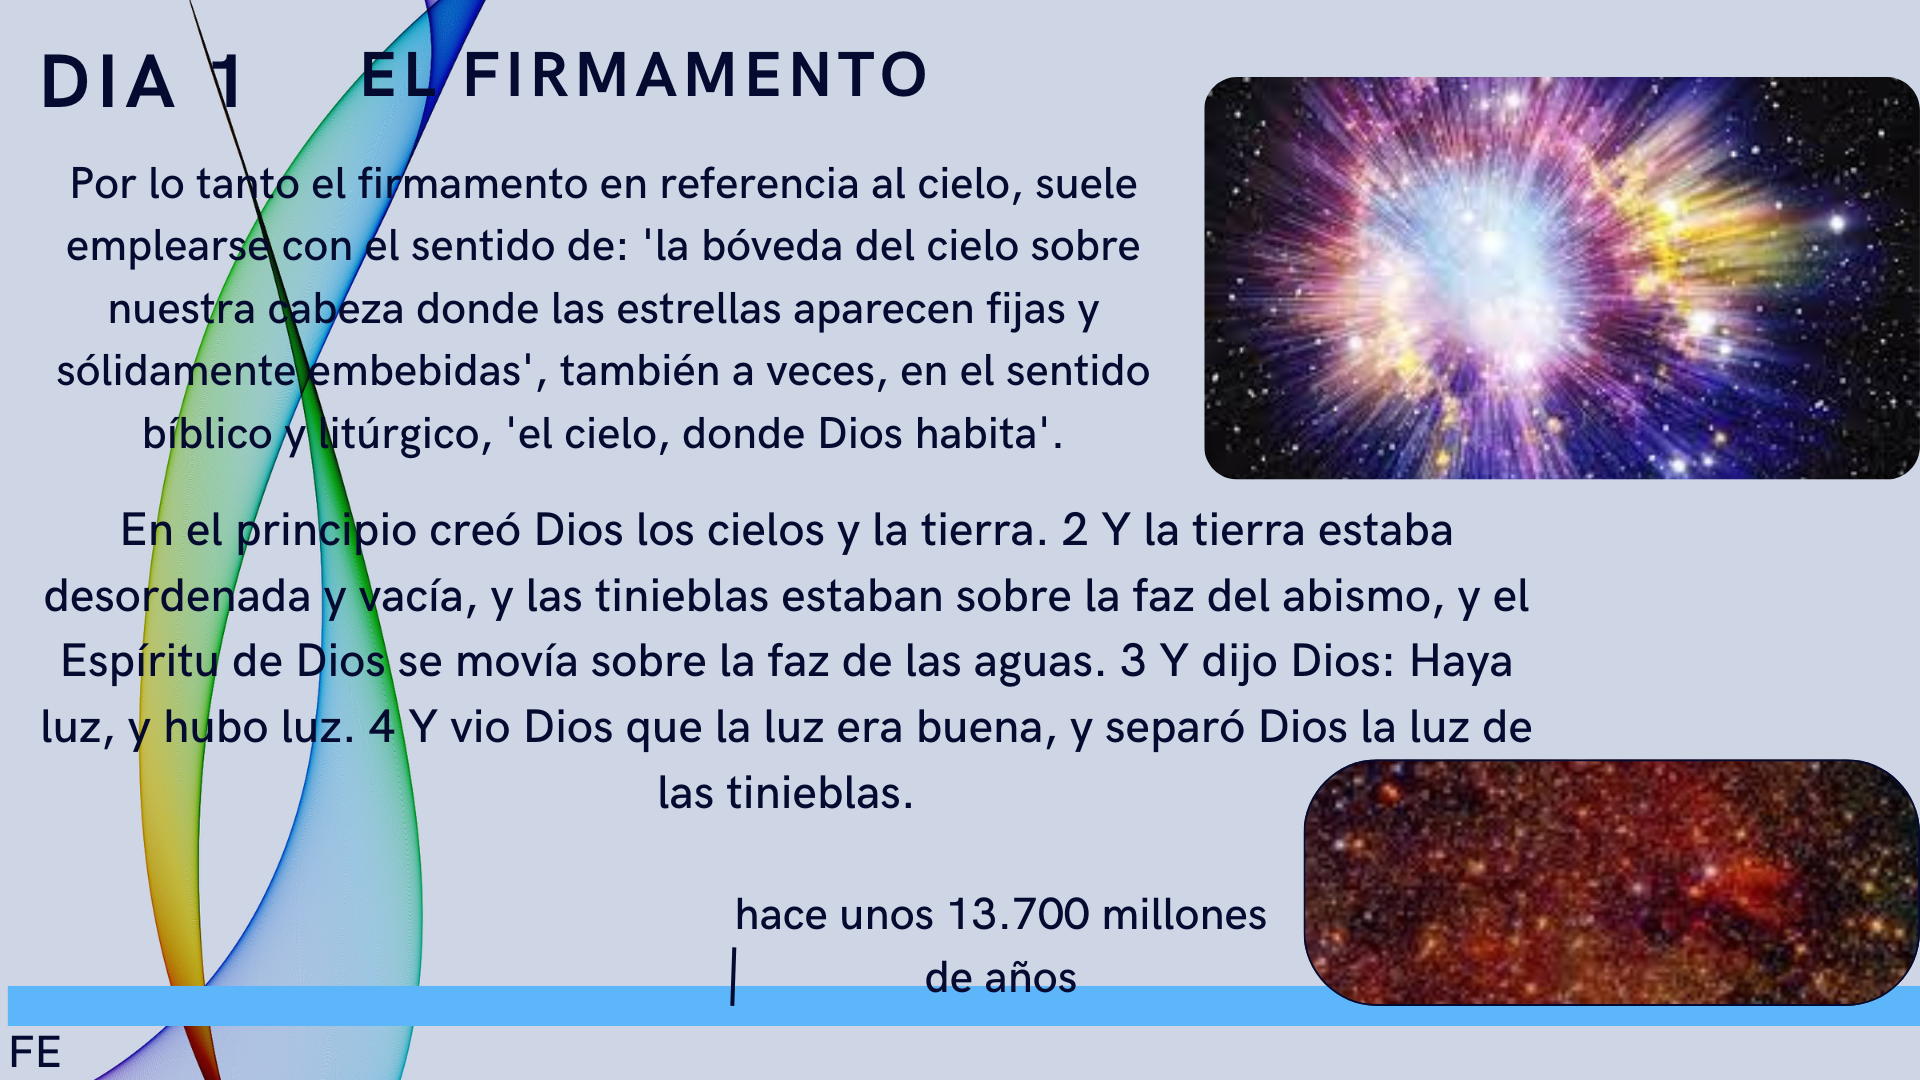 DIA 1
EL FIRMAMENTO
Por lo tanto el firmamento en referencia al cielo, suele
emplearse con el sentido de: 'la bóveda del cielo sobre
nuestra cabeza donde las estrellas aparecen fijas y
sólidamente embebidas', también a veces, en el sentido
bíblico y litúrgico, 'el cielo, donde Dios habita'.
En el principio creó Dios los cielos y la tierra. 2 Y la tierra estaba
desordenada y vacía, y las tinieblas estaban sobre la faz del abismo, y el
Espíritu de Dios se movía sobre la faz de las aguas. 3 Y dijo Dios: Haya
luz, y hubo luz. 4 Y vio Dios que la luz era buena, y separó Dios la luz de
las tinieblas.
hace unos 13.700 millones
de años
FE